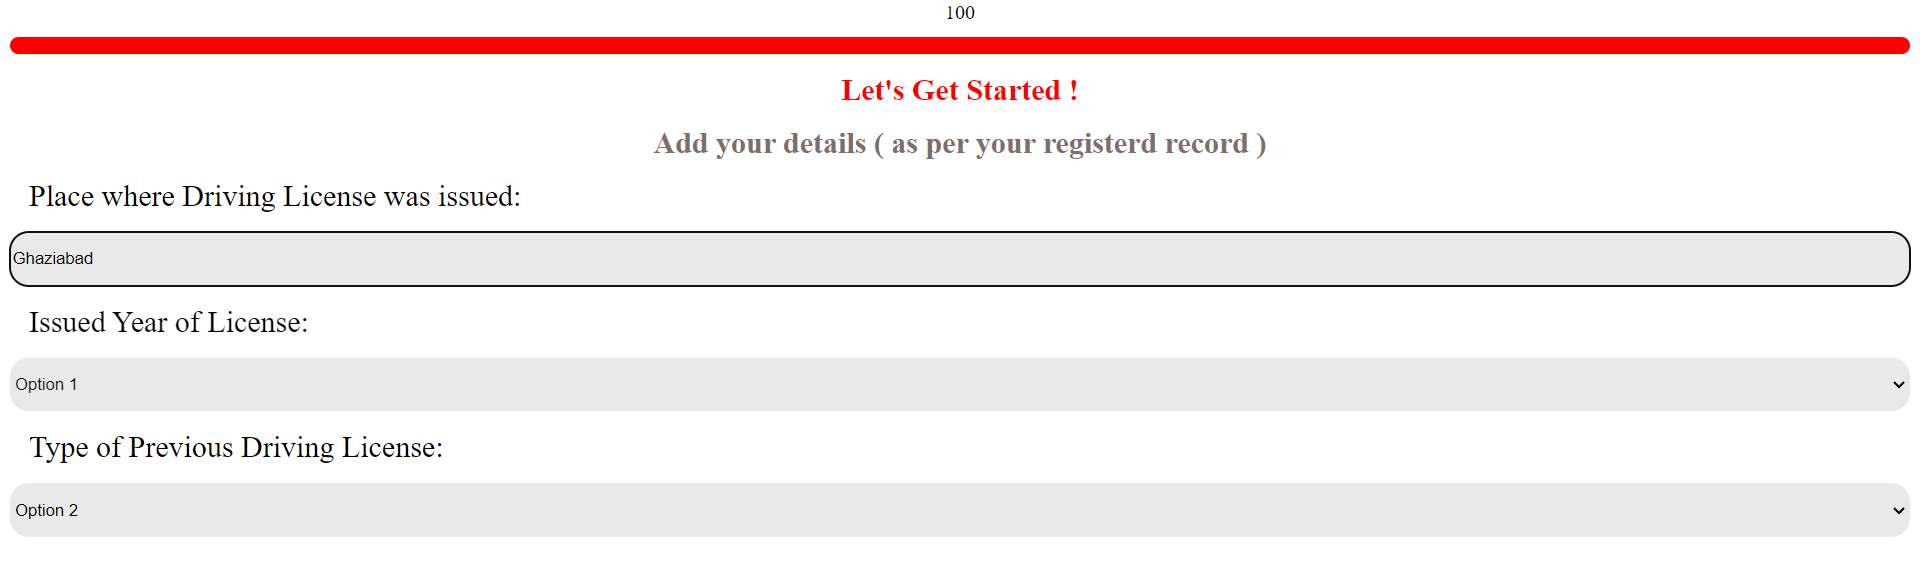 100
Let's Get Started !
Add your details ( as per your registerd record )
Place where Driving License was issued:
Ghaziabad
Issued Year of License:
Option 1
Type of Previous Driving License:
Option 2